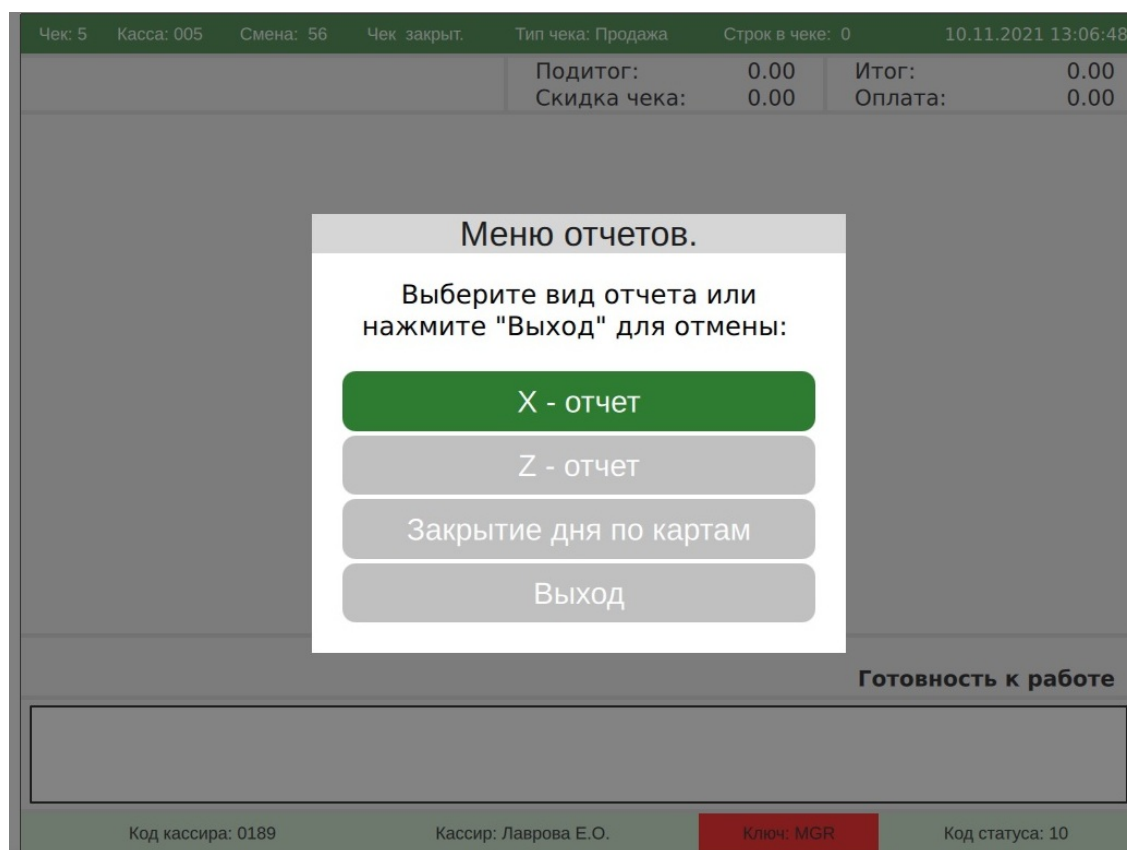 Чек: 5 Касса: 005 Смена: 56 Чек закрыт. Тип чека: Продажа Строк в чеке: 0 10.11.2021 13:06:48
Подитог: 0.00 Итог: 0.00
Скидка чека: 0.00 Оплата: 0.00
Меню отчетов.
Выберите вид отчета или
нажмите "Выход" для отмены:
X - отчет
Z - отчет
Закрытие дня по картам
Выход
Готовность к работе
Код кассира: 0189 Кассир: Лаврова Е.О. Ключ: MGR Код статуса: 10